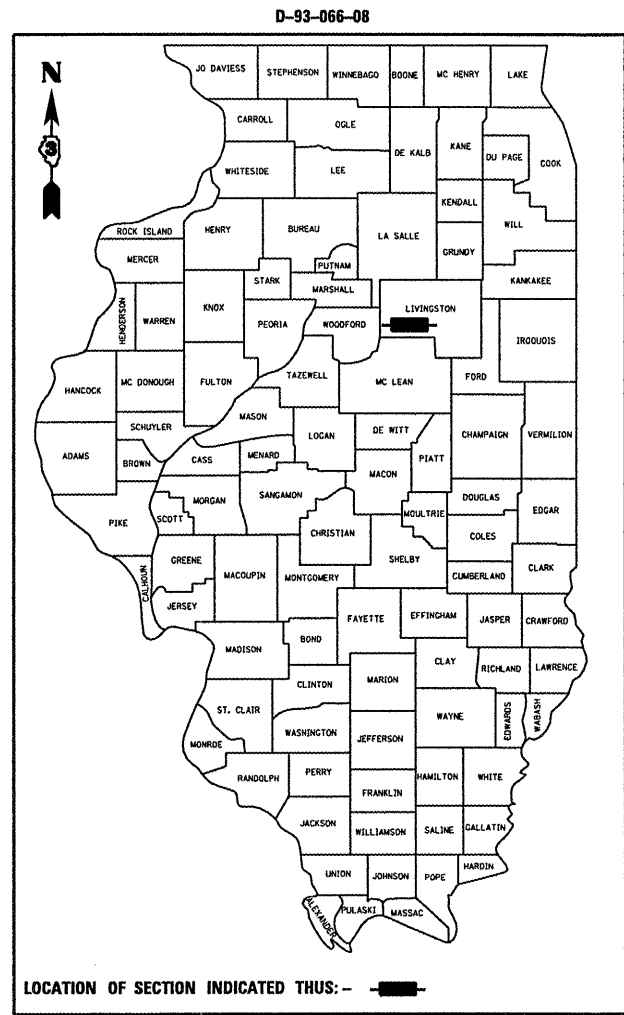 D-93-066-08
N
3
JO DAVIESS
STEPHENSON
WINNEBAGO
BOONE
MC HENRY
LAKE
CARROLL
OGLE
DE KALB
KANE
DU PAGE
COOK
WHITESIDE
LEE
KENDALL
WILL
ROCK ISLAND
HENRY
BUREAU
LA SALLE
GRUNDY
MERCER
PUTNAM
STARK
MARSHALL
KANKAKEE
HENDERSON
WARREN
KNOX
PEORIA
WOODFORD
LIVINGSTON
IROQUOIS
HANCOCK
MC DONOUGH
FULTON
TAZEWELL
MC LEAN
FORD
MASON
SCHUYLER
LOGAN
DE WITT
CHAMPAIGN
VERMILION
ADAMS
BROWN
CASS
MENARD
PIATT
MACON
MORGAN
SANGAMON
DOUGLAS
EDGAR
PIKE
SCOTT
MOULTRIE
CHRISTIAN
COLES
GREENE
MACOUPIN
MONTGOMERY
SHELBY
CUMBERLAND
CLARK
CALHOUN
JERSEY
FAYETTE
EFFINGHAM
JASPER
CRAWFORD
MADISON
BOND
CLAY
RICHLAND
LAWRENCE
CLINTON
MARION
ST. CLAIR
WAYNE
EDWARDS
WABASH
MONROE
WASHINGTON
JEFFERSON
RANDOLPH
PERRY
HAMILTON
WHITE
FRANKLIN
JACKSON
WILLIAMSON
SALINE
GALLATIN
UNION
JOHNSON
POPE
HARDIN
ALEXANDER
PULASKI
MASSAC
LOCATION OF SECTION INDICATED THUS: -